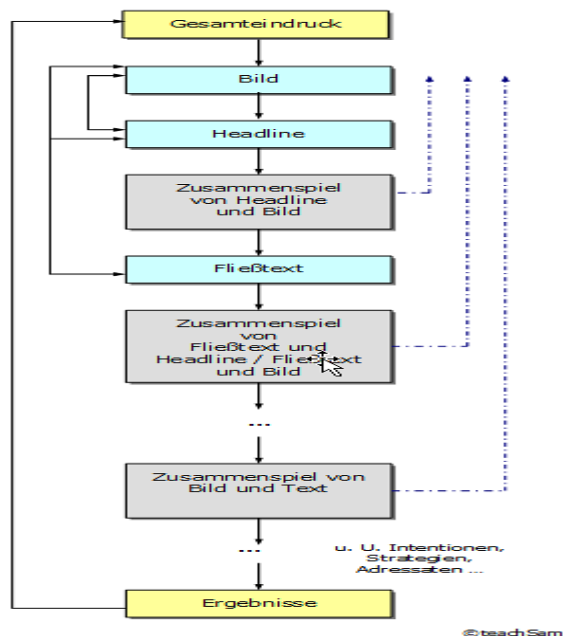 Gesamteindruck
Bild
Headline
Zusammenspiel
von Headline
und Bild
Fließtext
Zusammenspiel
von
Fließtext und
Headline / Fließtext
und Bild
...
Zusammenspiel von
Bild und Text
...
u. U. Intentionen,
Strategien,
Adressaten ...
Ergebnisse
©teachSam